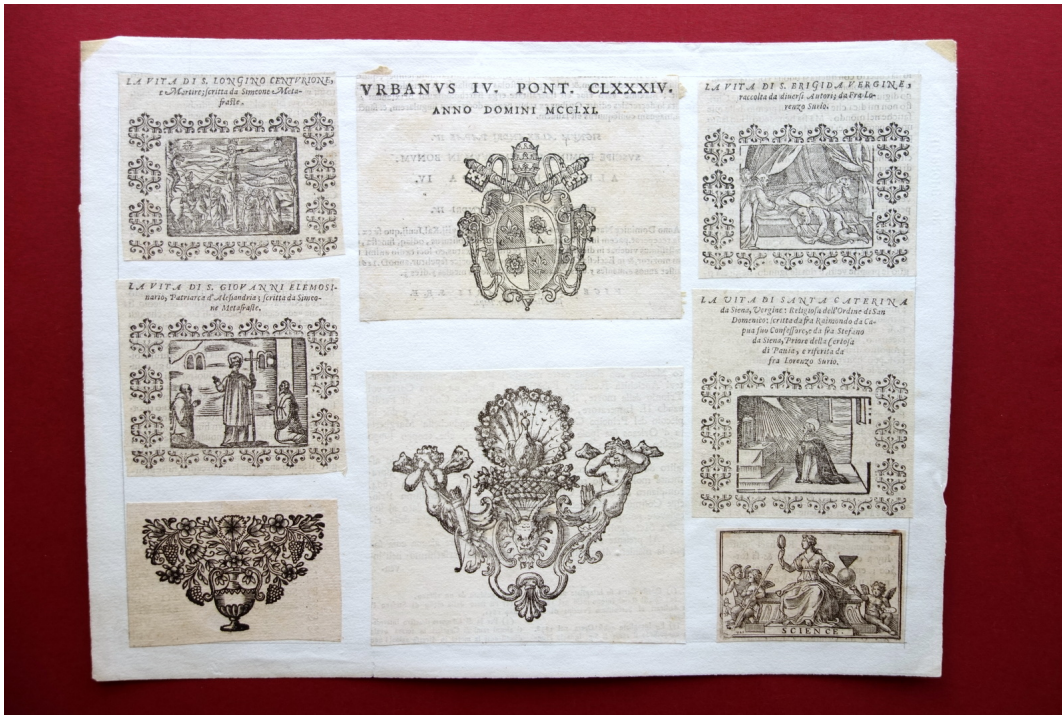 LA VITA DI S. LONGINO CENTVRIONE,
e Martire; scritta da Simeone Meta-
fraste.
VRBANVS IV. PONT. CLXXXIV.
ANNO DOMINI MCCLXI.
LA VITA DI S. BRIGIDA VERGINE,
raccolta da diuersi Autori; da Fra Lo-
renzo Surio.
LA VITA DI S. GIOVANNI ELEMOSI-
nario, Patriarca d'Alessandria; scritta da Simeo-
ne Metafraste.
LA VITA DI SANTA CATERINA
da Siena, Vergine: Religiosa dell'Ordine di San
Domenico: scritta da fra Raimondo da Ca-
pua suo Confessore, e da fra Stefano
da Siena, Priore della Certosa
di Pauia, e riferita da
fra Lorenzo Surio.
SCIENCE.